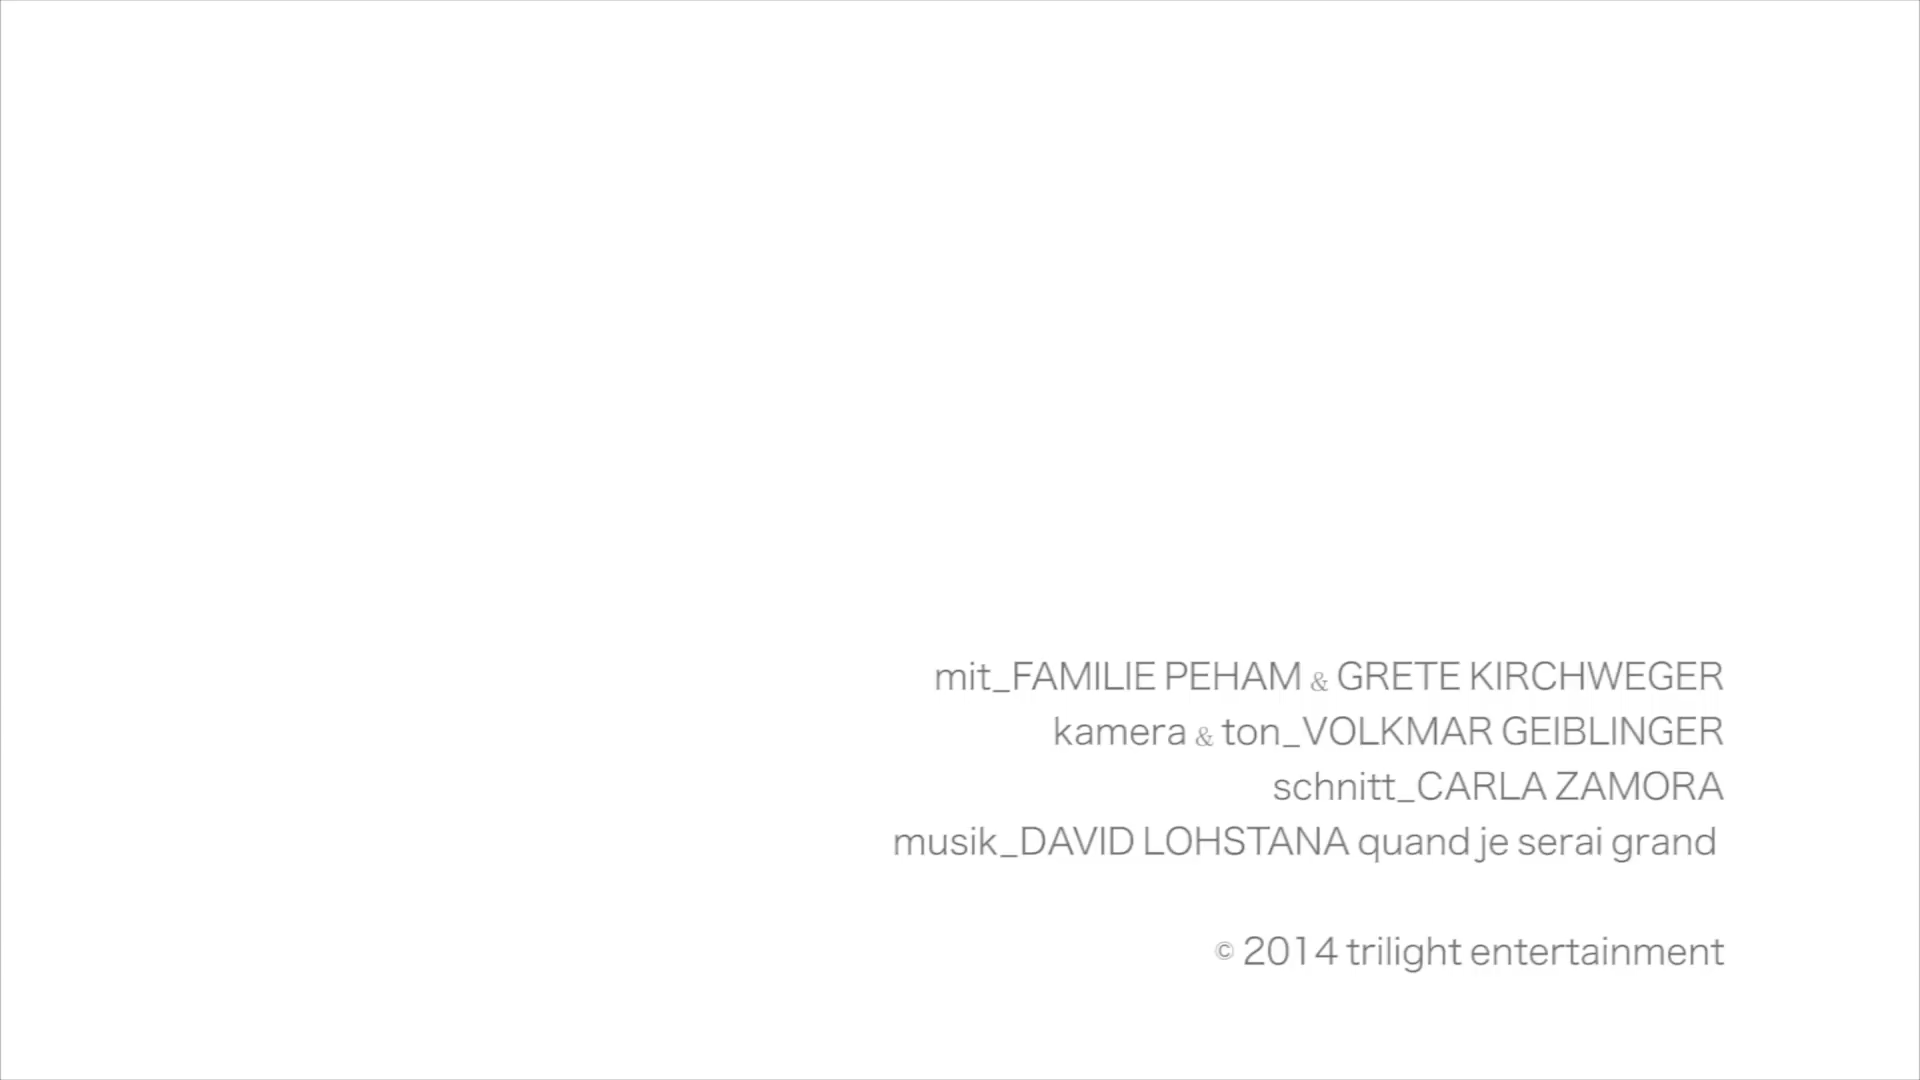 mit_FAMILIE PEHAM & GRETE KIRCHWEGER
kamera & ton_VOLKMAR GEIBLINGER
schnitt_CARLA ZAMORA
musik_DAVID LOHSTANA quand je serai grand
© 2014 trilight entertainment